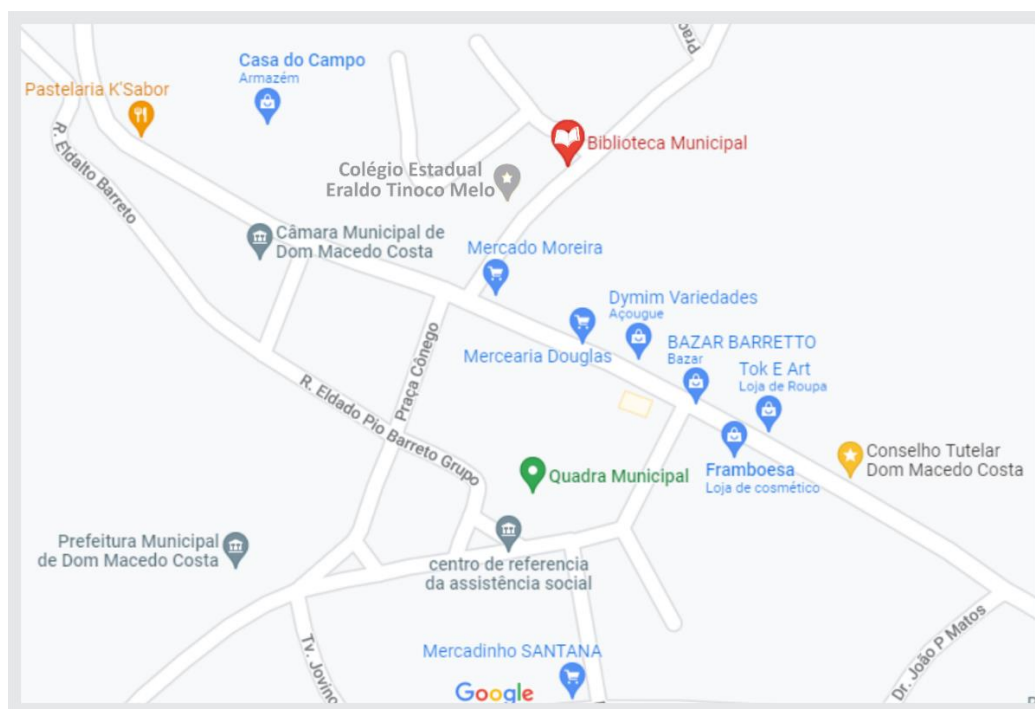 Praç
Casa do Campo
Armazém
Pastelaria K'Sabor
R. Eldalto Barreto
Biblioteca Municipal
Colégio Estadual
Eraldo Tinoco Melo
Câmara Municipal de
Dom Macedo Costa
Mercado Moreira
Dymim Variedades
Açougue
Mercearia Douglas
BAZAR BARRETTO
Bazar
Praça Cônego
Tok E Art
Loja de Roupa
R. Eldado Pio Barreto Grupo
Framboesa
Loja de cosmético
Conselho Tutelar
Dom Macedo Costa
Quadra Municipal
Prefeitura Municipal
de Dom Macedo Costa
centro de referencia
da assistência social
Tv. Jovino
Mercadinho SANTANA
Dr. João P Matos
Google